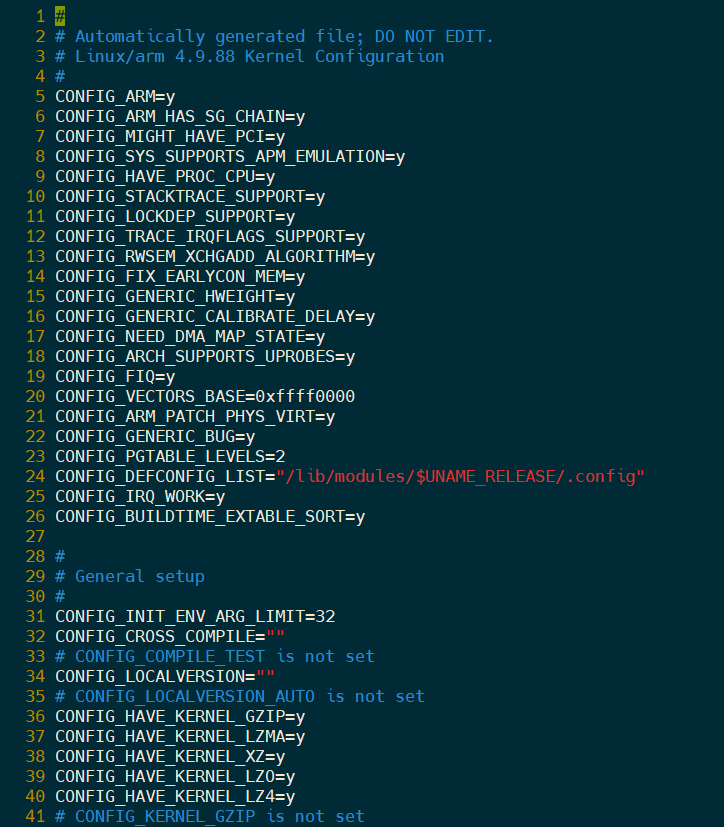 1 #
2 # Automatically generated file; DO NOT EDIT.
3 # Linux/arm 4.9.88 Kernel Configuration
4 #
5 CONFIG_ARM=y
6 CONFIG_ARM_HAS_SG_CHAIN=y
7 CONFIG_MIGHT_HAVE_PCI=y
8 CONFIG_SYS_SUPPORTS_APM_EMULATION=y
9 CONFIG_HAVE_PROC_CPU=y
10 CONFIG_STACKTRACE_SUPPORT=y
11 CONFIG_LOCKDEP_SUPPORT=y
12 CONFIG_TRACE_IRQFLAGS_SUPPORT=y
13 CONFIG_RWSEM_XCHGADD_ALGORITHM=y
14 CONFIG_FIX_EARLYCON_MEM=y
15 CONFIG_GENERIC_HWEIGHT=y
16 CONFIG_GENERIC_CALIBRATE_DELAY=y
17 CONFIG_NEED_DMA_MAP_STATE=y
18 CONFIG_ARCH_SUPPORTS_UPROBES=y
19 CONFIG_FIQ=y
20 CONFIG_VECTORS_BASE=0xffff0000
21 CONFIG_ARM_PATCH_PHYS_VIRT=y
22 CONFIG_GENERIC_BUG=y
23 CONFIG_PGTABLE_LEVELS=2
24 CONFIG_DEFCONFIG_LIST="/lib/modules/$UNAME_RELEASE/.config"
25 CONFIG_IRQ_WORK=y
26 CONFIG_BUILDTIME_EXTABLE_SORT=y
27
28 #
29 # General setup
30 #
31 CONFIG_INIT_ENV_ARG_LIMIT=32
32 CONFIG_CROSS_COMPILE=""
33 # CONFIG_COMPILE_TEST is not set
34 CONFIG_LOCALVERSION=""
35 # CONFIG_LOCALVERSION_AUTO is not set
36 CONFIG_HAVE_KERNEL_GZIP=y
37 CONFIG_HAVE_KERNEL_LZMA=y
38 CONFIG_HAVE_KERNEL_XZ=y
39 CONFIG_HAVE_KERNEL_LZO=y
40 CONFIG_HAVE_KERNEL_LZ4=y
41 # CONFIG_KERNEL_GZIP is not set